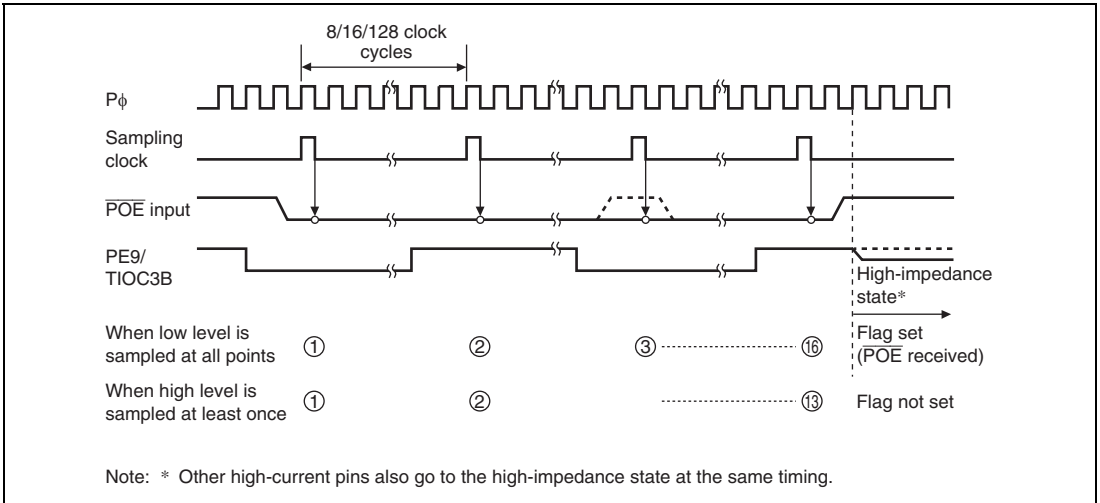 8/16/128 clock
cycles
Pϕ
Sampling
clock
POE input
PE9/
TIOC3B
High-impedance
state*
When low level is
sampled at all points
① ② ③ ⑯
Flag set
(POE received)
When high level is
sampled at least once
① ② ⑬
Flag not set
Note: * Other high-current pins also go to the high-impedance state at the same timing.